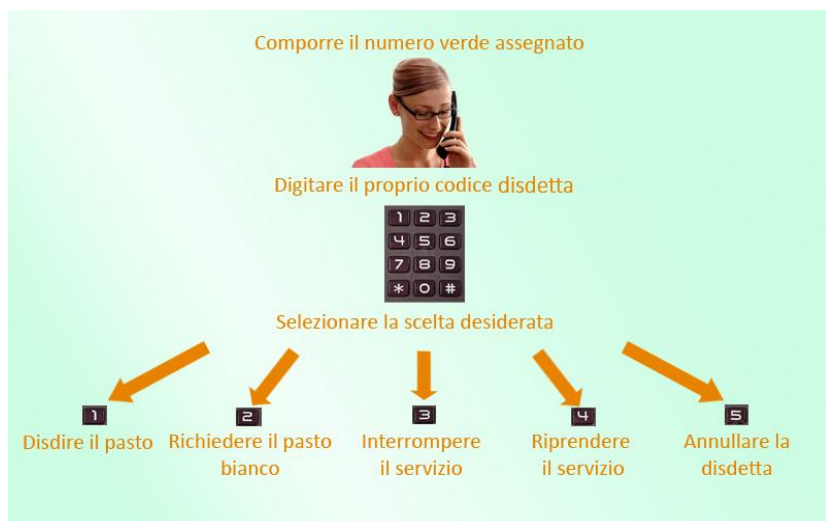 Comporre il numero verde assegnato
Digitare il proprio codice disdetta
1 2 3
4 5 6
7 8 9
* 0 #
Selezionare la scelta desiderata
1
Disdire il pasto
2
Richiedere il pasto
bianco
3
Interrompere
il servizio
4
Riprendere
il servizio
5
Annullare la
disdetta